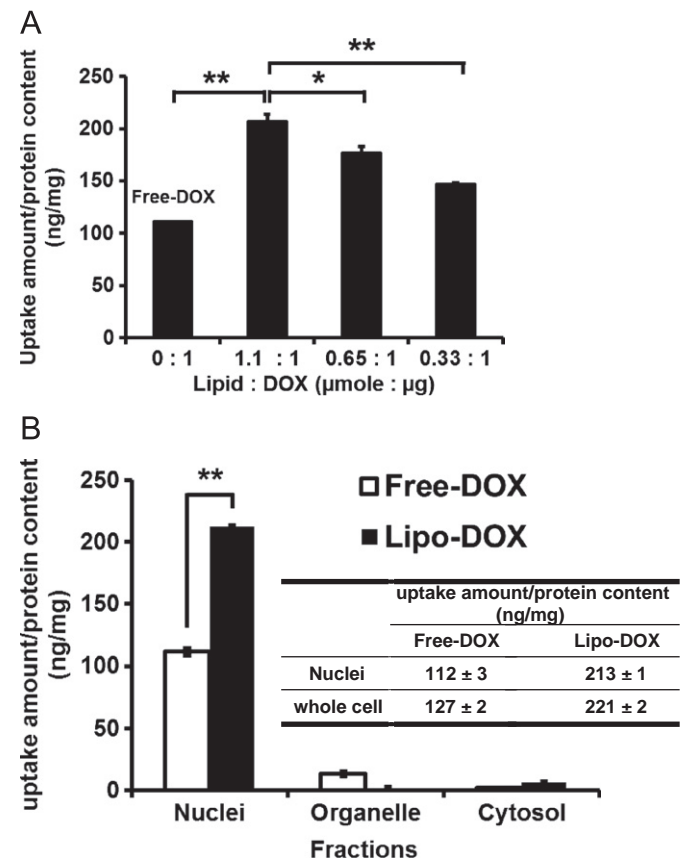 A
Uptake amount/protein content
(ng/mg)
250
200
150
100
50
0
**
*
**
Free-DOX
0 : 1 1.1 : 1 0.65 : 1 0.33 : 1
Lipid : DOX (µmole : µg)
B
uptake amount/protein content
(ng/mg)
250
200
150
100
50
0
**
Free-DOX
Lipo-DOX
uptake amount/protein content
(ng/mg)
Free-DOX Lipo-DOX
Nuclei 112 ± 3 213 ± 1
whole cell 127 ± 2 221 ± 2
Nuclei Organelle Cytosol
Fractions